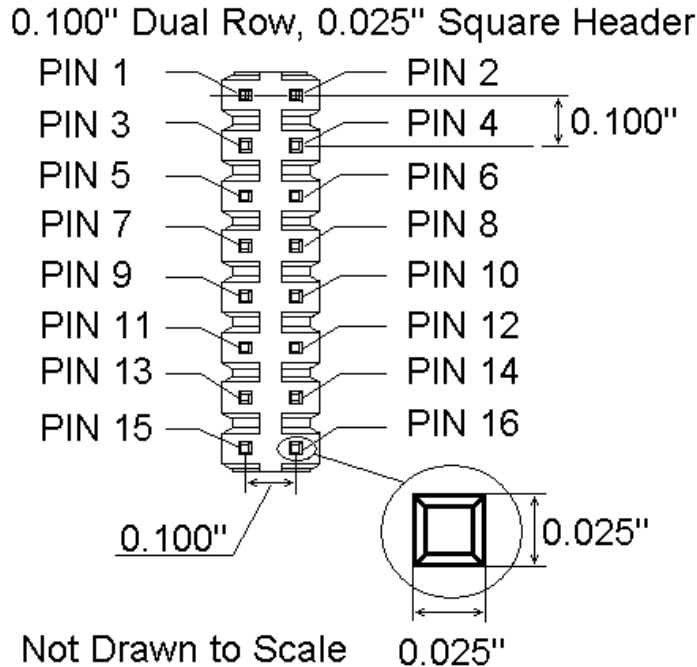 0.100" Dual Row, 0.025" Square Header
PIN 1
PIN 2
PIN 3
PIN 4
0.100"
PIN 5
PIN 6
PIN 7
PIN 8
PIN 9
PIN 10
PIN 11
PIN 12
PIN 13
PIN 14
PIN 15
PIN 16
0.100"
0.025"
Not Drawn to Scale
0.025"